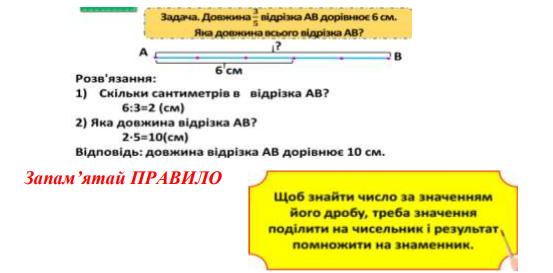 Задача. Довжина 3/5 відрізка АВ дорівнює 6 см.
Яка довжина всього відрізка АВ?
?
А
В
6 см
Розв'язання:
1) Скільки сантиметрів в відрізка АВ?
6:3=2 (см)
2) Яка довжина відрізка АВ?
2·5=10(см)
Відповідь: довжина відрізка АВ дорівнює 10 см.
Запам’ятай ПРАВИЛО
Щоб знайти число за значенням
його дробу, треба значення
поділити на чисельник і результат
помножити на знаменник.